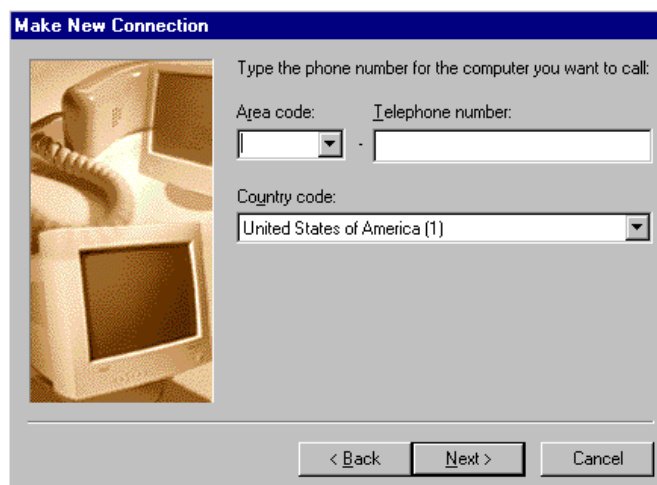 Make New Connection
Type the phone number for the computer you want to call:
Area code: Telephone number:
-
Country code:
United States of America (1)
< Back Next > Cancel